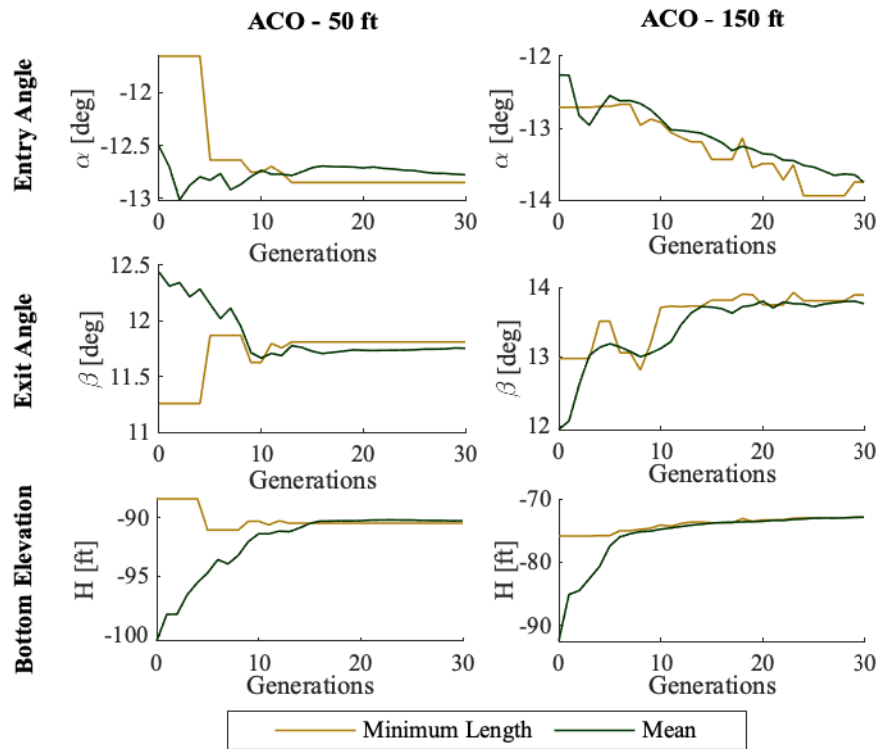 ACO - 50 ft
ACO - 150 ft
Entry Angle
α [deg]
-12
-12.5
-13
0
10
20
30
Generations
α [deg]
-12
-13
-14
0
10
20
30
Generations
Exit Angle
β [deg]
12.5
12
11.5
11
0
10
20
30
Generations
β [deg]
14
13
12
0
10
20
30
Generations
Bottom Elevation
H [ft]
-90
-95
-100
0
10
20
30
Generations
H [ft]
-70
-80
-90
0
10
20
30
Generations
Minimum Length
Mean